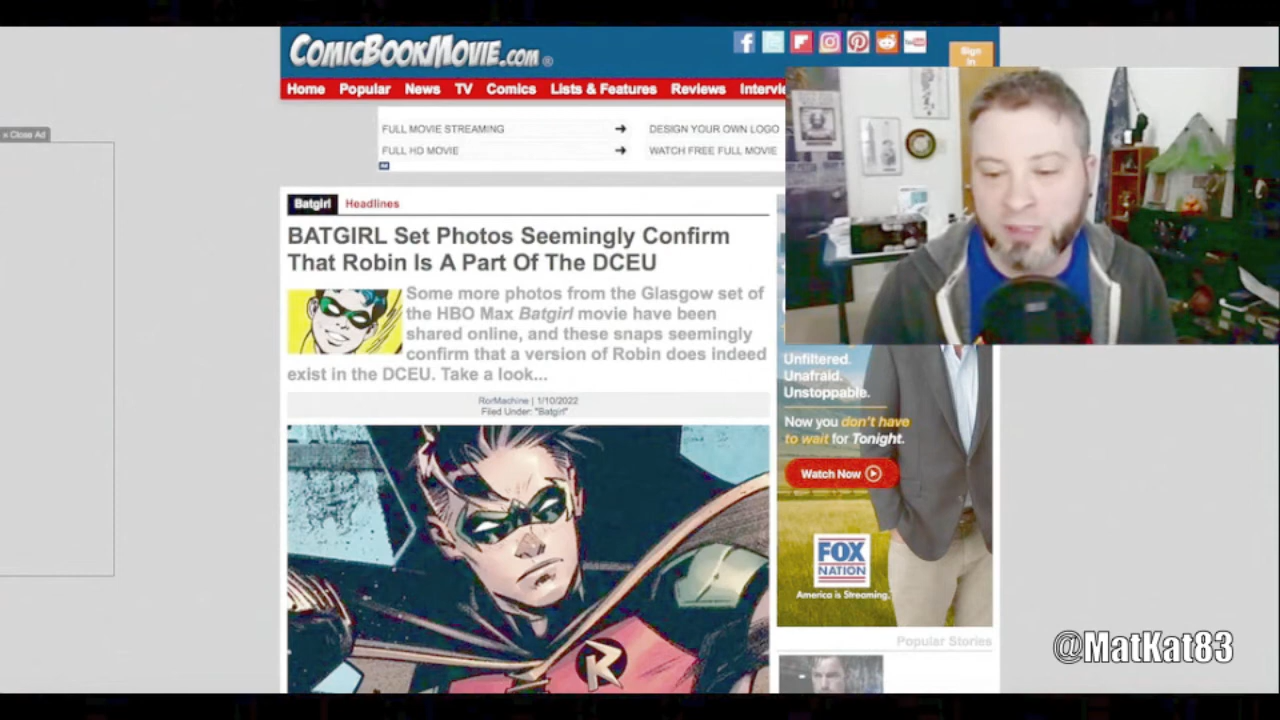 COMICBOOKMOVIE.COM®
Sign
in
Home Popular News TV Comics Lists & Features Reviews
FULL MOVIE STREAMING → DESIGN YOUR OWN LOGO
FULL HD MOVIE → WATCH FREE FULL MOVIE
Ad
× Close Ad
Batgirl Headlines
BATGIRL Set Photos Seemingly Confirm
That Robin Is A Part Of The DCEU
Some more photos from the Glasgow set of
the HBO Max Batgirl movie have been
shared online, and these snaps seemingly
confirm that a version of Robin does indeed
exist in the DCEU. Take a look...
RorMachine | 1/10/2022
Filed Under: "Batgirl"
R
Unfiltered.
Unafraid.
Unstoppable.
Now you don't have
to wait for Tonight.
Watch Now
FOX
NATION
America is Streaming.
Popular Stories
@MatKat83